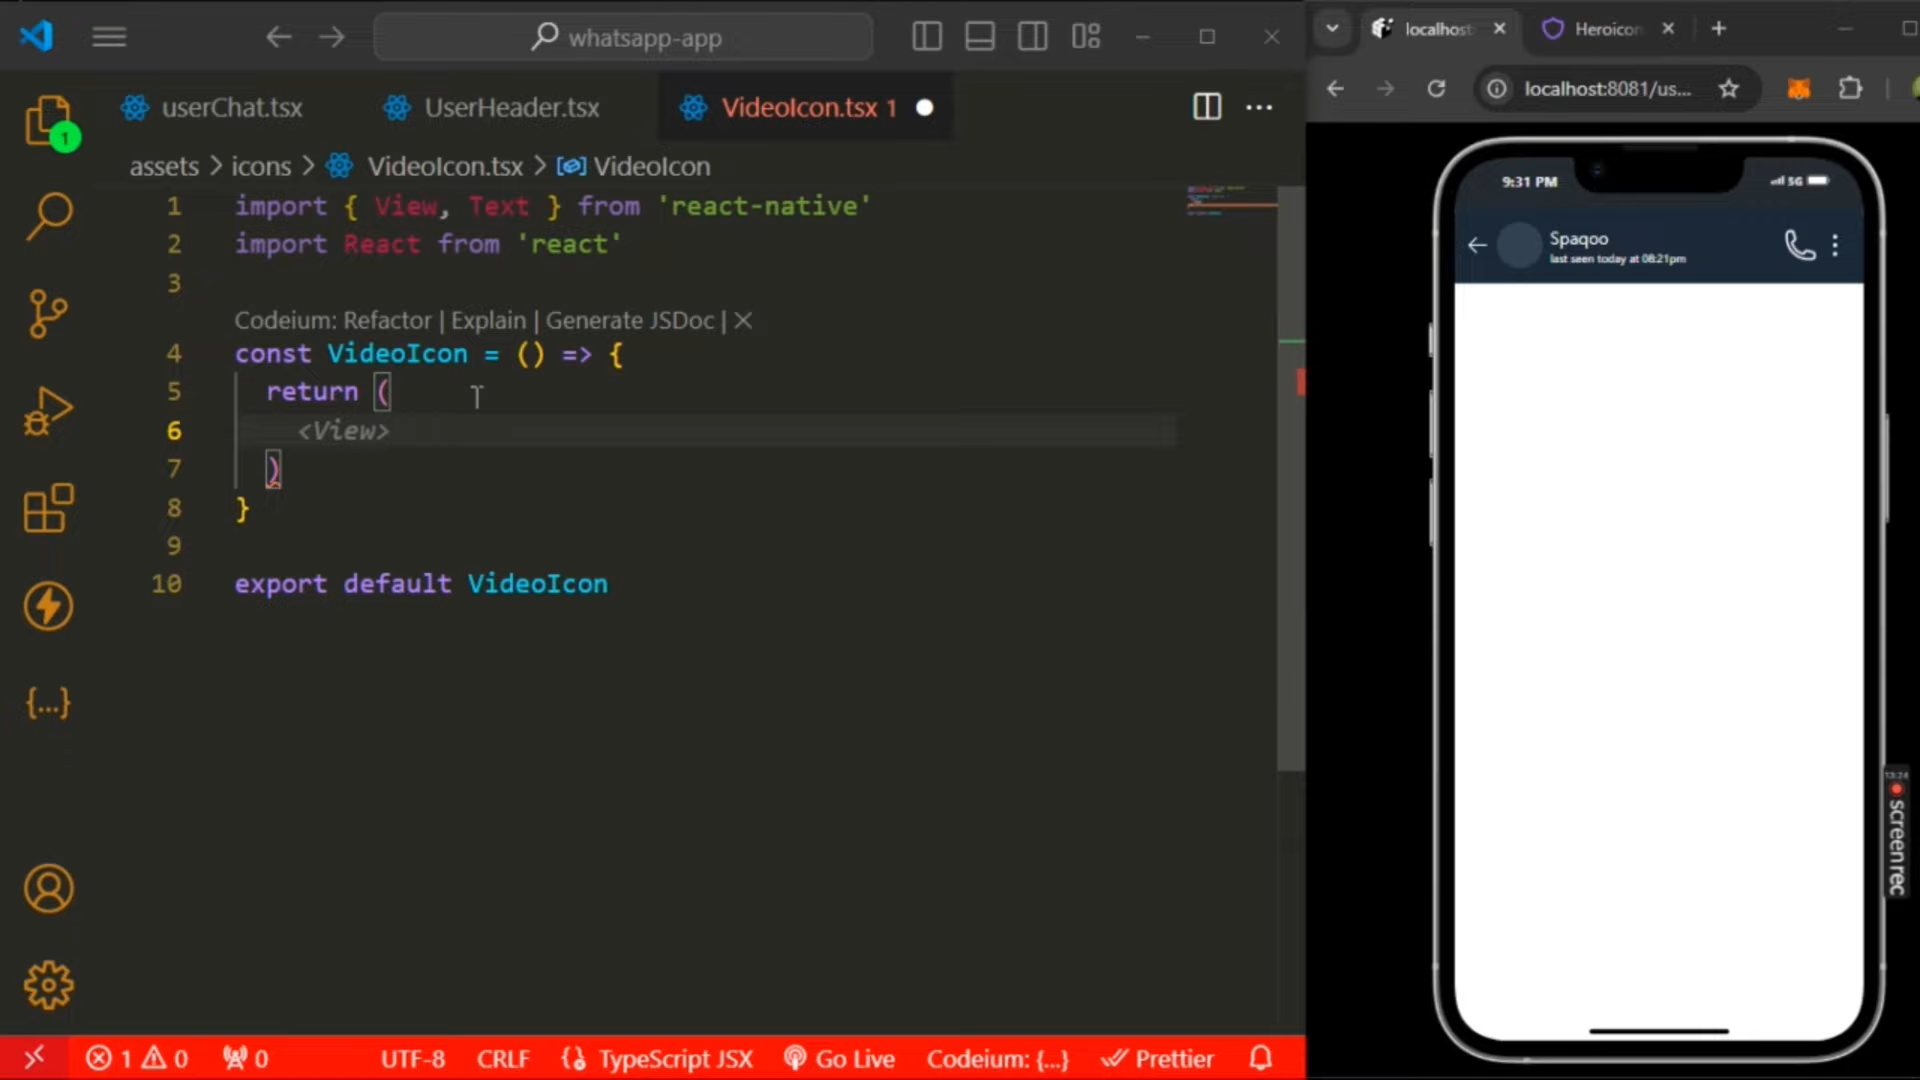 whatsapp-app
userChat.tsx
UserHeader.tsx
VideoIcon.tsx 1
assets > icons > VideoIcon.tsx > VideoIcon
1 import { View, Text } from 'react-native'
2 import React from 'react'
3
Codeium: Refactor | Explain | Generate JSDoc | ×
4 const VideoIcon = () => {
5 return (
6 <View>
7 )
8 }
9
10 export default VideoIcon
1
{...}
1 0 0 UTF-8 CRLF TypeScript JSX Go Live Codeium: {...} Prettier
localhost:
Heroicon
localhost:8081/us...
9:31 PM
5G
Spaqoo
last seen today at 08:21pm
13:24
screenrec